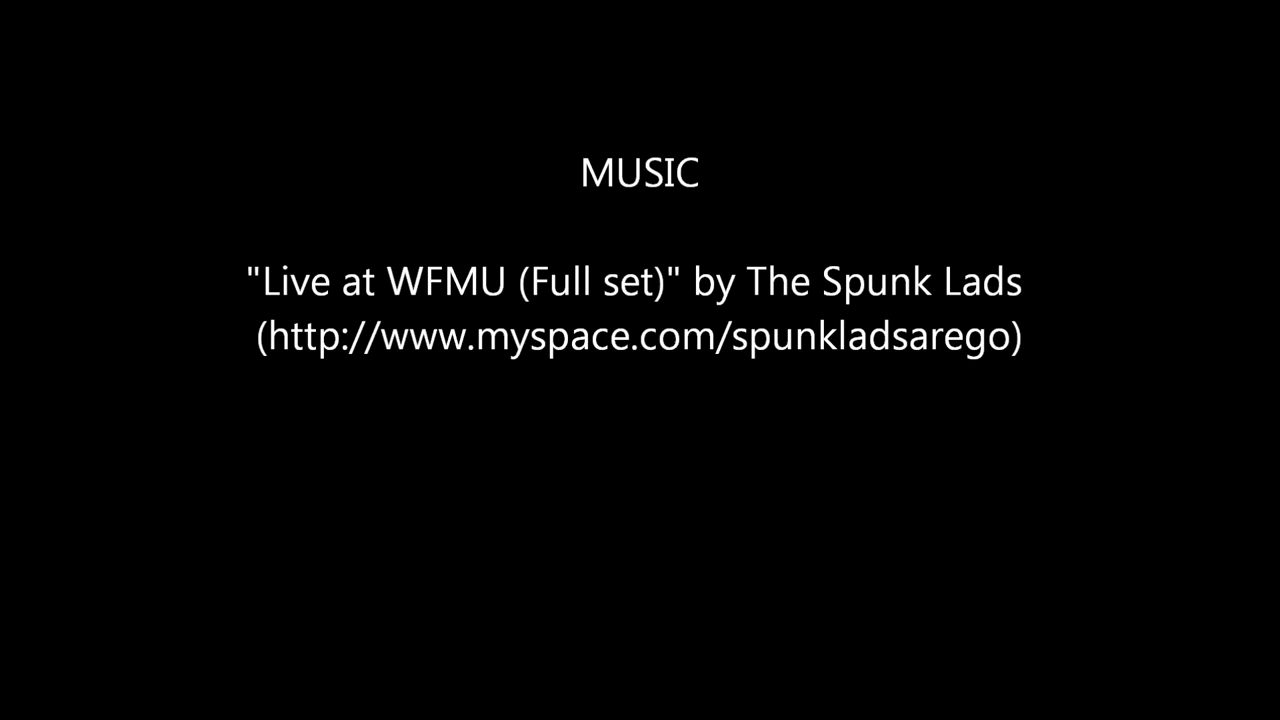 MUSIC
"Live at WFMU (Full set)" by The Spunk Lads
(http://www.myspace.com/spunkladsarego)